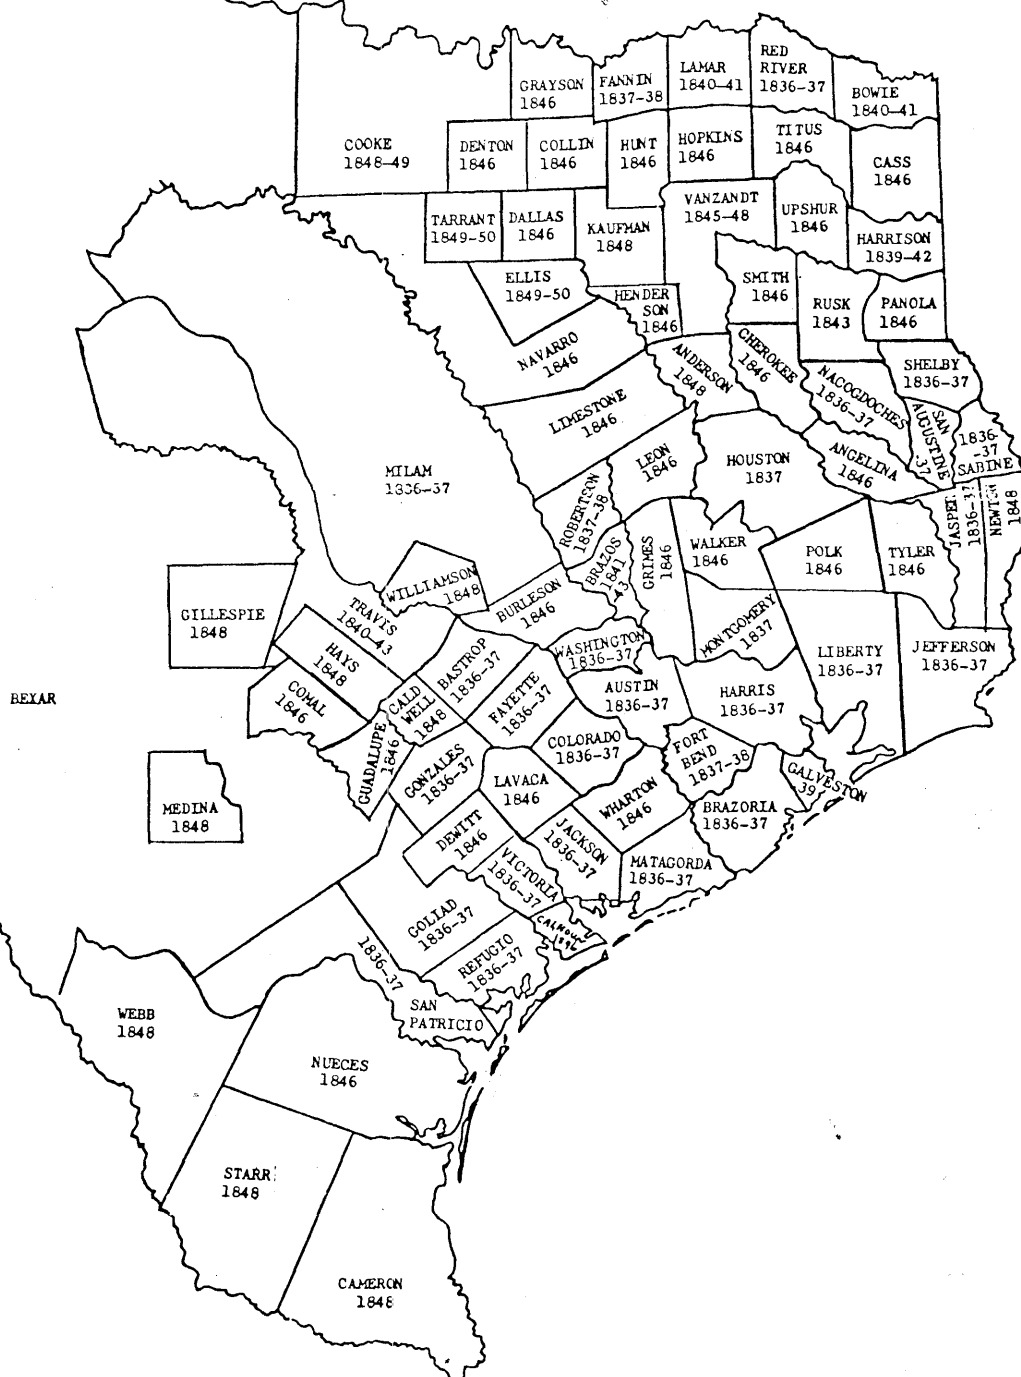 GRAYSON
1846
FANNIN
1837-38
LAMAR
1840-41
RED
RIVER
1836-37
BOWIE
1840-41
COOKE
1848-49
DENTON
1846
COLLIN
1846
HUNT
1846
HOPKINS
1846
TITUS
1846
CASS
1846
TARRANT
1849-50
DALLAS
1846
KAUFMAN
1848
VANZANDT
1845-48
UPSHUR
1846
HARRISON
1839-42
ELLIS
1849-50
HENDER
SON
1846
SMITH
1846
RUSK
1843
PANOLA
1846
NAVARRO
1846
ANDERSON
1848
CHEROKEE
1846
NACOGDOCHES
1836-37
SHELBY
1836-37
SAN
AUGUSTINE
37
1836-
-37
SABINE
LIMESTONE
1846
LEON
1846
HOUSTON
1837
ANGELINA
1846
MILAM
1836-37
ROBERTSON
1837-38
BRAZOS
1841
43
GRIMES
1846
WALKER
1846
POLK
1846
TYLER
1846
JASPER
1836-37
NEWTON
1848
WILLIAMSON
1848
BURLESON
1846
GILLESPIE
1848
TRAVIS
1840-43
HAYS
1848
COMAL
1846
BASTROP
1836-37
WASHINGTON
1836-37
MONTGOMERY
1837
LIBERTY
1836-37
JEFFERSON
1836-37
BEXAR
CALD
WELL
1848
GUADALUPE
1846
FAYETTE
1836-37
AUSTIN
1836-37
HARRIS
1836-37
GONZALES
1836-37
LAVACA
1846
COLORADO
1836-37
FORT
BEND
1837-38
GALVESTON
-39
MEDINA
1848
WHARTON
1846
BRAZORIA
1836-37
DEWITT
1846
JACKSON
1836-37
MATAGORDA
1836-37
VICTORIA
1836-37
GOLIAD
1836-37
CALHOUN
1846
REFUGIO
1836-37
1836-37
SAN
PATRICIO
WEBB
1848
NUECES
1846
STARR
1848
CAMERON
1848